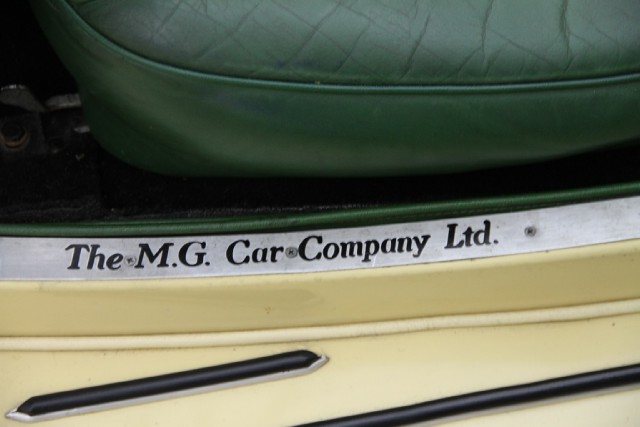 The M.G. Car Company Ltd.